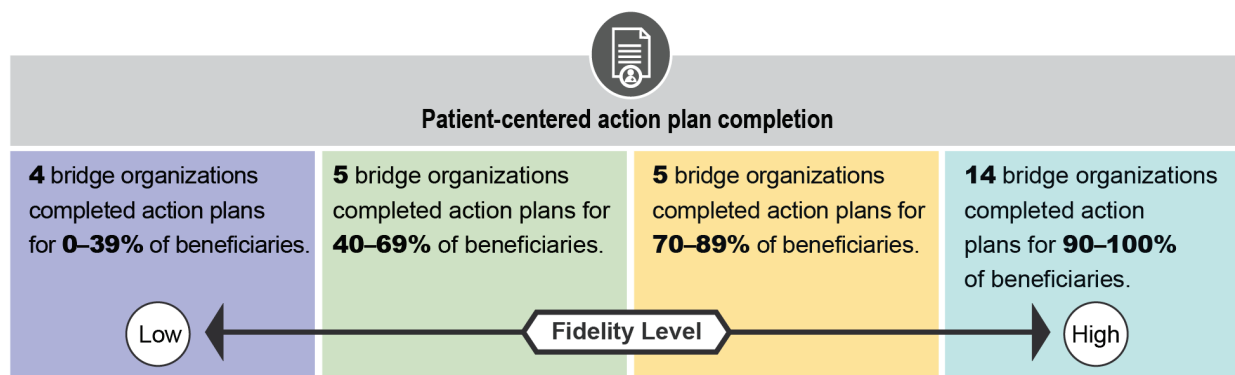 Patient-centered action plan completion
4 bridge organizations
completed action plans
for 0–39% of beneficiaries.
5 bridge organizations
completed action plans for
40–69% of beneficiaries.
5 bridge organizations
completed action plans for
70–89% of beneficiaries.
14 bridge organizations
completed action
plans for 90–100%
of beneficiaries.
Low
Fidelity Level
High